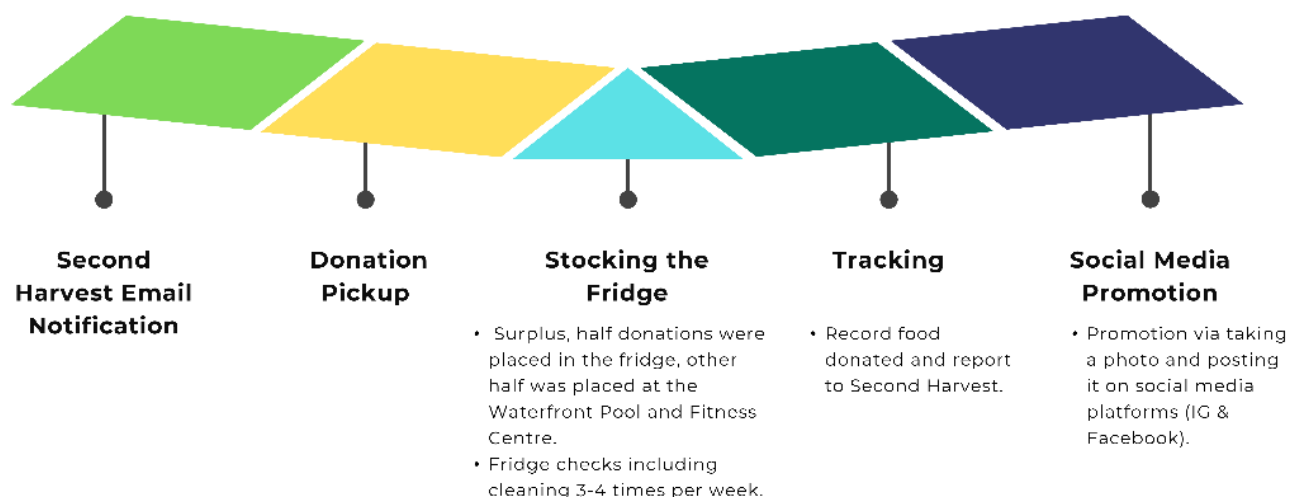 Second
Harvest Email
Notification
Donation
Pickup
Stocking the
Fridge
• Surplus, half donations were
placed in the fridge, other
half was placed at the
Waterfront Pool and Fitness
Centre.
• Fridge checks including
cleaning 3-4 times per week.
Tracking
• Record food
donated and report
to Second Harvest.
Social Media
Promotion
• Promotion via taking
a photo and posting
it on social media
platforms (IG &
Facebook).